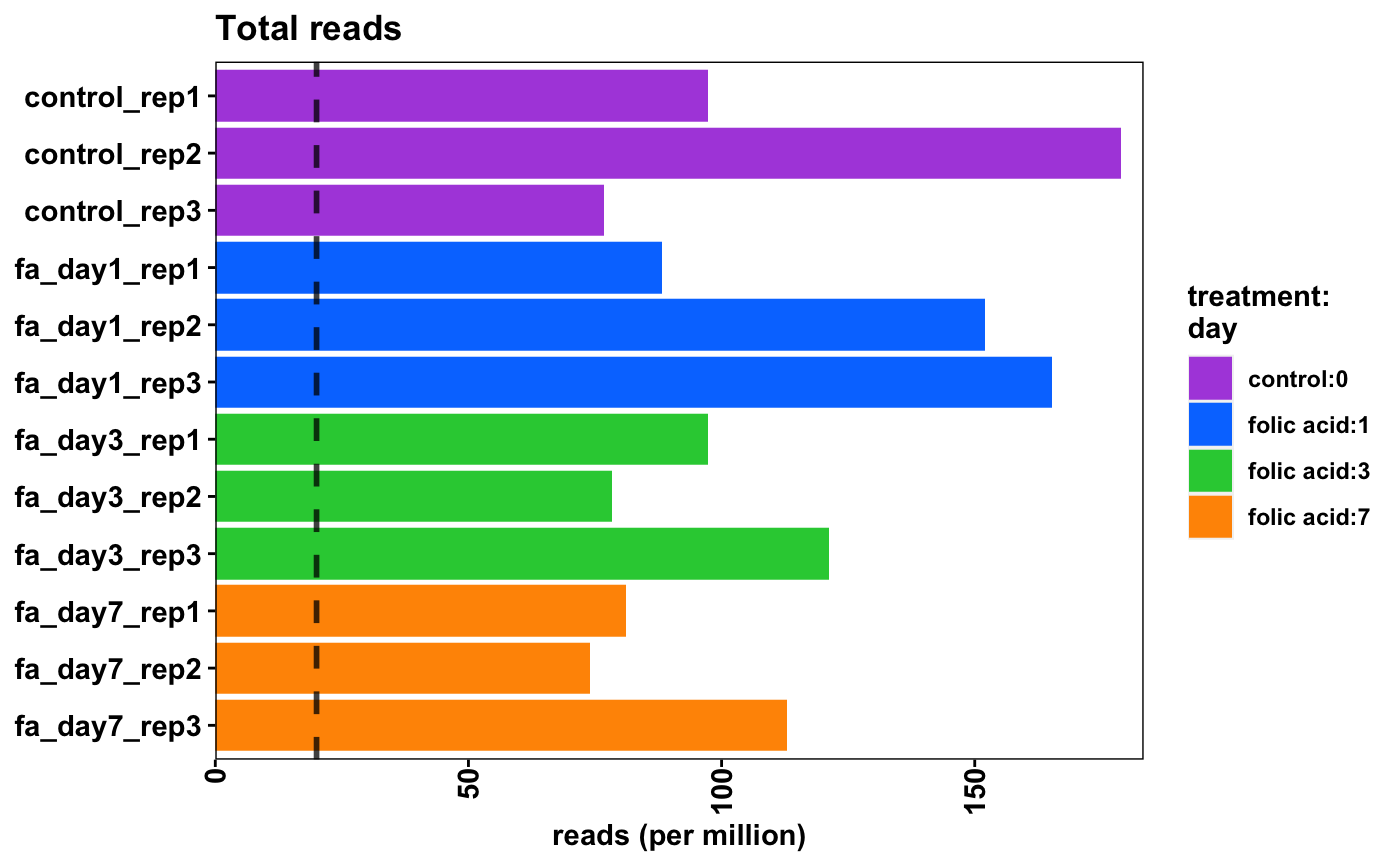 Total reads
control_rep1
control_rep2
control_rep3
fa_day1_rep1
fa_day1_rep2
fa_day1_rep3
fa_day3_rep1
fa_day3_rep2
fa_day3_rep3
fa_day7_rep1
fa_day7_rep2
fa_day7_rep3
0
50
100
150
reads (per million)
treatment:
day
control:0
folic acid:1
folic acid:3
folic acid:7